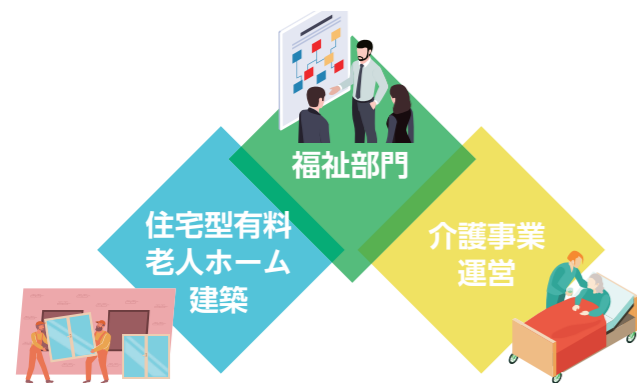 福祉部門
住宅型有料
老人ホーム
建築
介護事業
運営